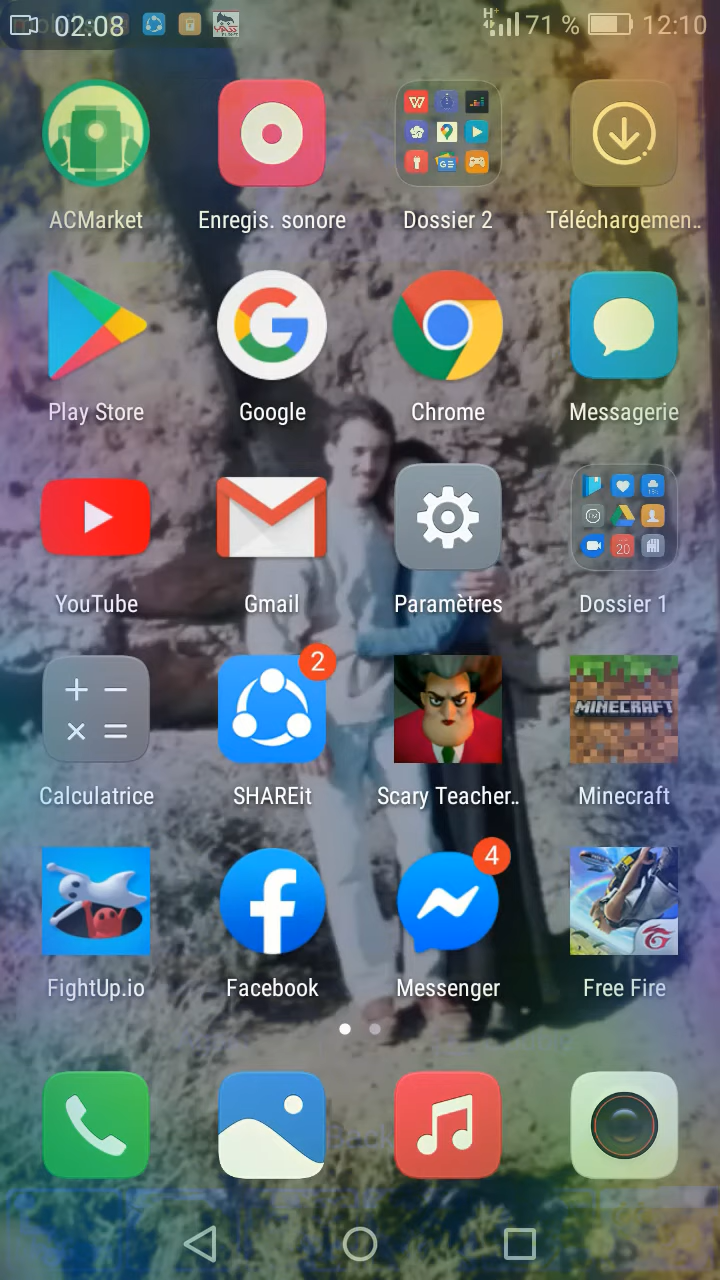 02:08
H+ 71 % 12:10
ACMarket Enregis. sonore Dossier 2 Téléchargemen..
Play Store Google Chrome Messagerie
YouTube Gmail Paramètres Dossier 1
20
MINECRAFT
2
Calculatrice SHAREit Scary Teacher.. Minecraft
4
FightUp.io Facebook Messenger Free Fire